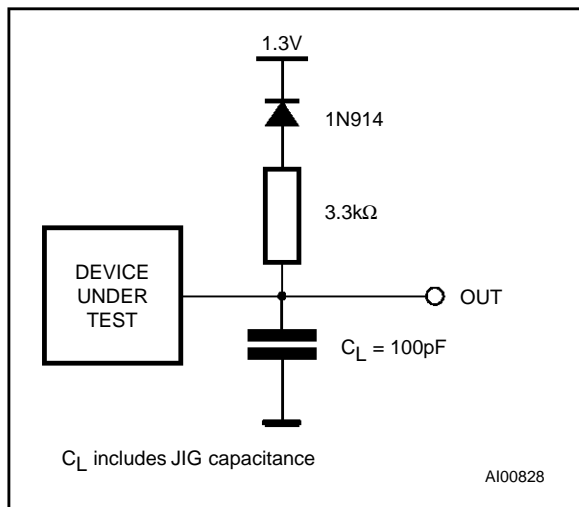 1.3V
1N914
3.3kΩ
DEVICE
UNDER
TEST
OUT
CL = 100pF
CL includes JIG capacitance
AI00828